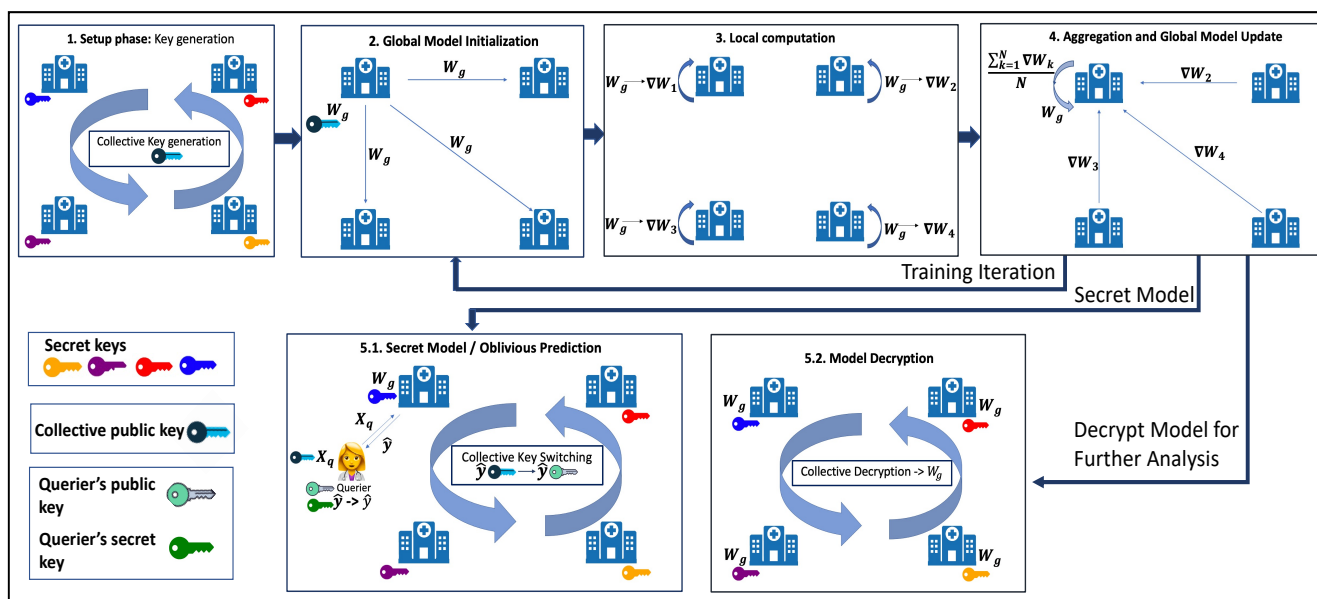 1. Setup phase: Key generation
Collective Key generation
2. Global Model Initialization
W_g
W_g
W_g
W_g
3. Local computation
W_g → ∇W_1
W_g → ∇W_2
W_g → ∇W_3
W_g → ∇W_4
4. Aggregation and Global Model Update
∑_{k=1}^{N} ∇W_k
N
W_g
∇W_2
∇W_3
∇W_4
Training Iteration
Secret Model
Secret keys
Collective public key
Querier's public
key
Querier's secret
key
5.1. Secret Model / Oblivious Prediction
W_g
X_q
ŷ
X_q
Querier
ŷ -> ŷ
Collective Key Switching
ŷ → ŷ
5.2. Model Decryption
W_g
W_g
Collective Decryption -> W_g
W_g
W_g
Decrypt Model for
Further Analysis